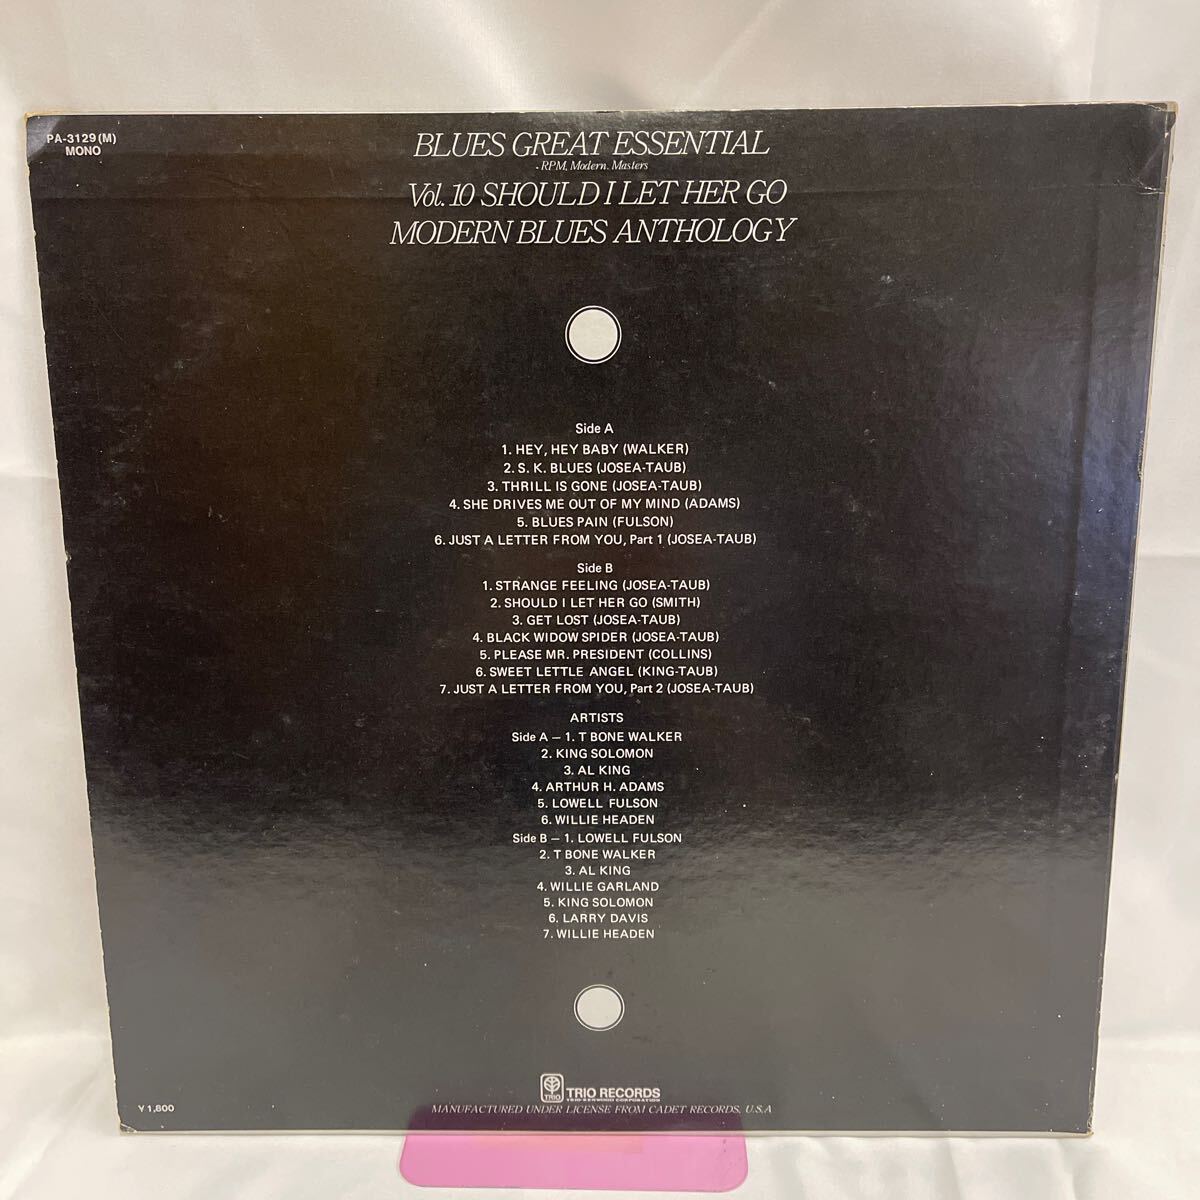 PA-3129(M)
MONO
BLUES GREAT ESSENTIAL
- RPM, Modern. Masters
Vol. 10 SHOULD I LET HER GO
MODERN BLUES ANTHOLOGY
Side A
1. HEY, HEY BABY (WALKER)
2. S. K. BLUES (JOSEA-TAUB)
3. THRILL IS GONE (JOSEA-TAUB)
4. SHE DRIVES ME OUT OF MY MIND (ADAMS)
5. BLUES PAIN (FULSON)
6. JUST A LETTER FROM YOU, Part 1 (JOSEA-TAUB)
Side B
1. STRANGE FEELING (JOSEA-TAUB)
2. SHOULD I LET HER GO (SMITH)
3. GET LOST (JOSEA-TAUB)
4. BLACK WIDOW SPIDER (JOSEA-TAUB)
5. PLEASE MR. PRESIDENT (COLLINS)
6. SWEET LETTLE ANGEL (KING-TAUB)
7. JUST A LETTER FROM YOU, Part 2 (JOSEA-TAUB)
ARTISTS
Side A – 1. T BONE WALKER
2. KING SOLOMON
3. AL KING
4. ARTHUR H. ADAMS
5. LOWELL FULSON
6. WILLIE HEADEN
Side B – 1. LOWELL FULSON
2. T BONE WALKER
3. AL KING
4. WILLIE GARLAND
5. KING SOLOMON
6. LARRY DAVIS
7. WILLIE HEADEN
TRIO
TRIO RECORDS
TRIO-KENWOOD CORPORATION
¥1,800
MANUFACTURED UNDER LICENSE FROM CADET RECORDS, U.S.A